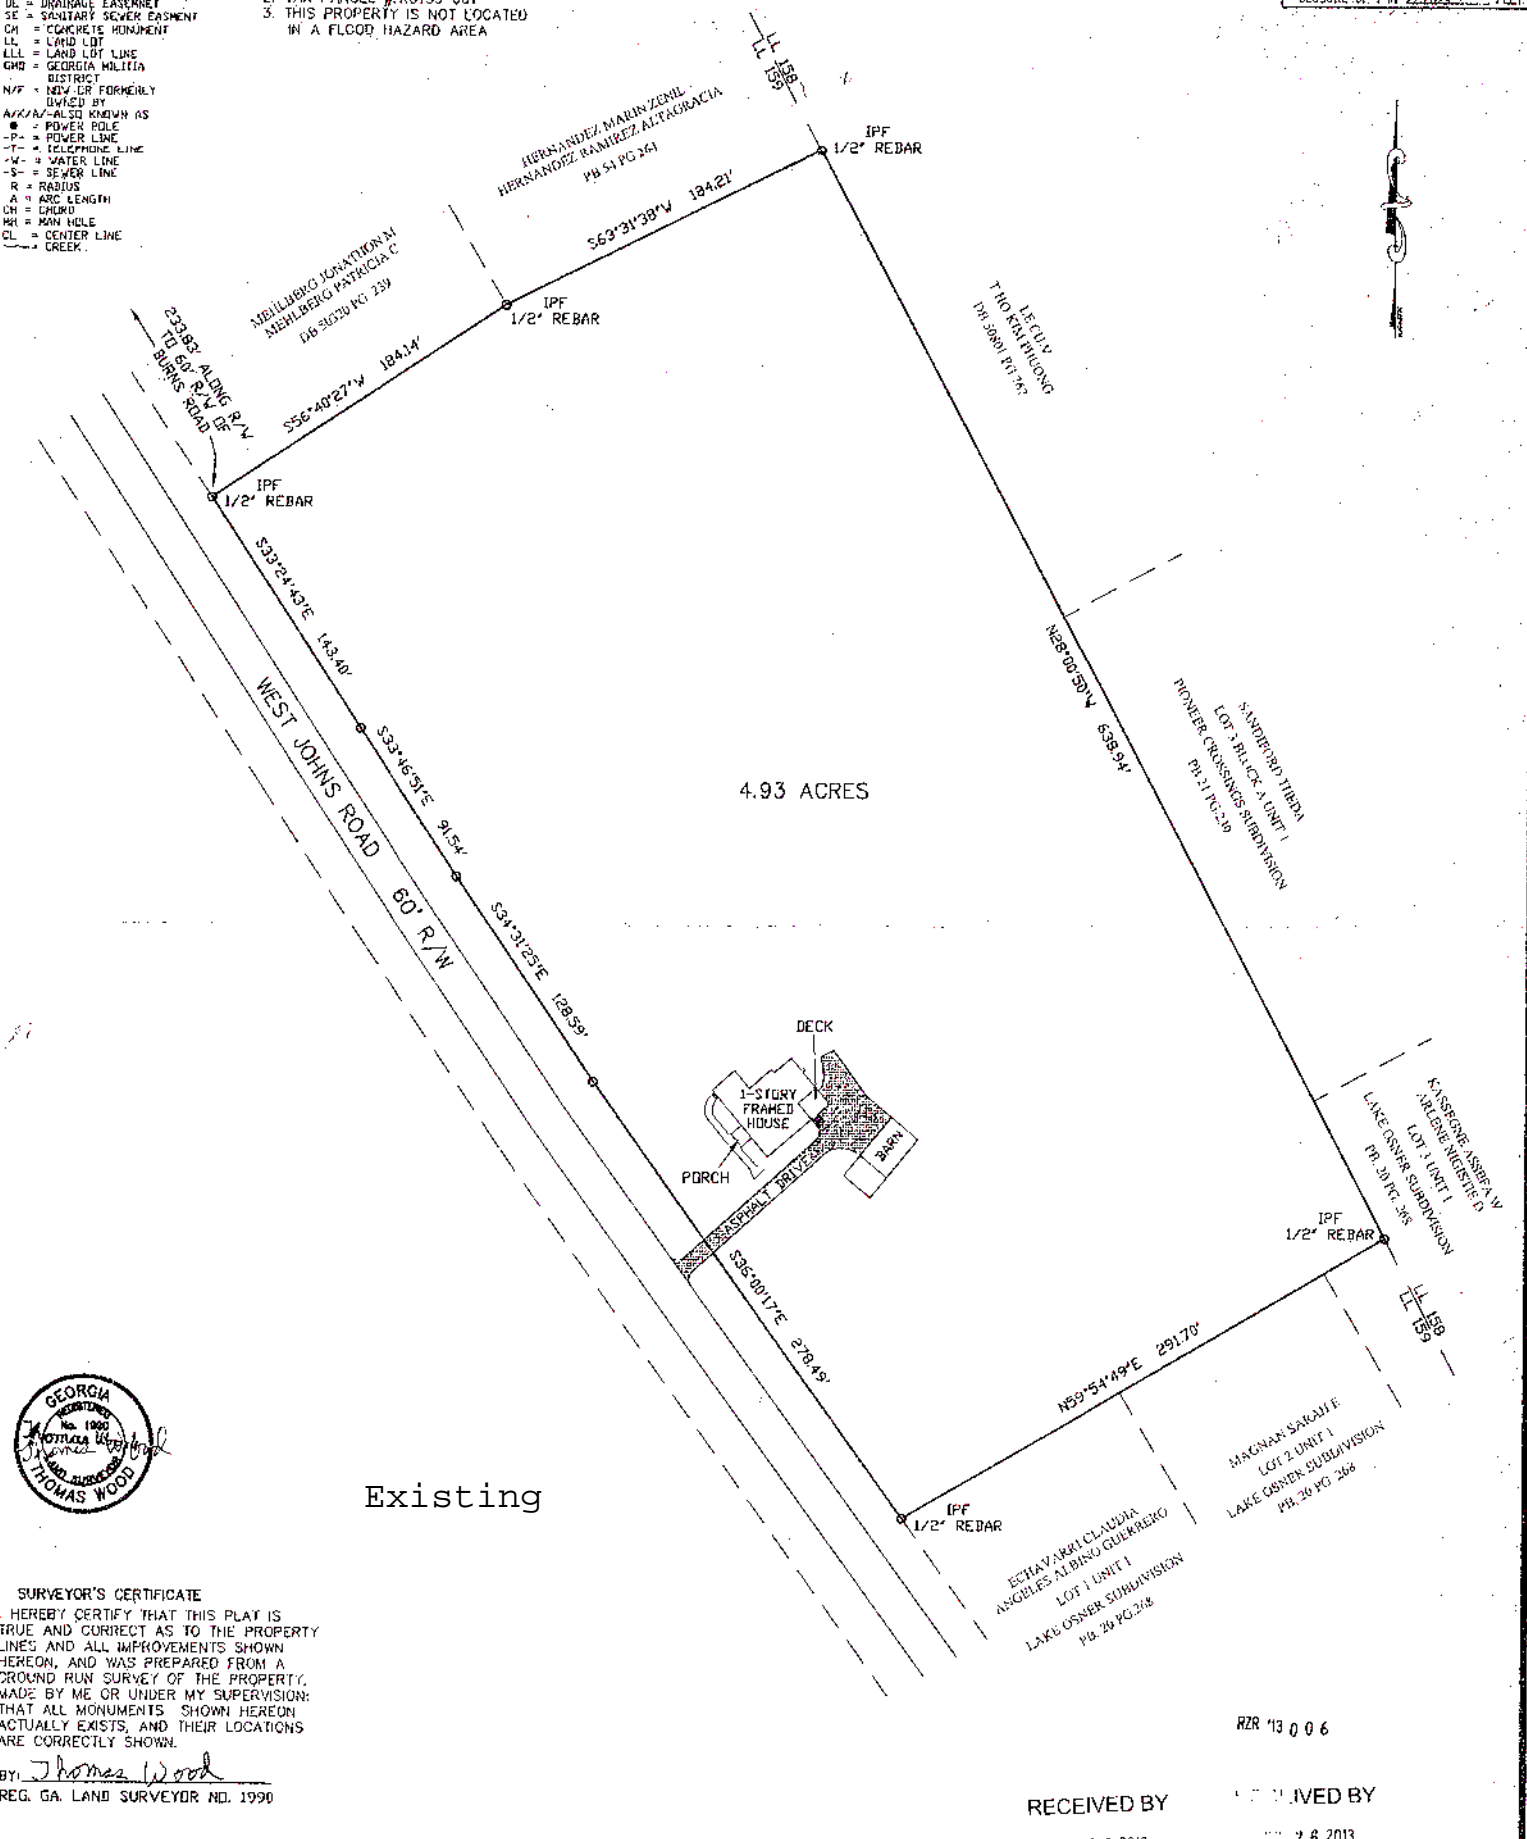 DE = DRAINAGE EASEMNET
SE = SANITARY SEWER EASMENT
CM = CONCRETE MONUMENT
LL = LAND LOT
LLL = LAND LOT LINE
GMD = GEORGIA MILITIA
DISTRICT
N/F = NOW OR FORMERLY
OWNED BY
A/K/A/-ALSO KNOWN AS
= POWER POLE
-P- = POWER LINE
-T- = TELEPHONE LINE
-W- = WATER LINE
-S- = SEWER LINE
R = RADIUS
A = ARC LENGTH
CH = CHORD
MH = MAN HOLE
CL = CENTER LINE
= CREEK
3. THIS PROPERTY IS NOT LOCATED
IN A FLOOD HAZARD AREA
LL 158
LL 159
HERNANDEZ MARIN ZENIL
HERNANDEZ RAMIREZ ALTAGRACIA
PB 51 PG 261
IPF
1/2" REBAR
S63°31'38"W 184.21'
MEHLBERG JONATHON M
MEHLBERG PATRICIA C
DB 50320 PG 239
IPF
1/2" REBAR
S56°40'27"W 184.14'
233.83' ALONG R/W
TO 60' R/W OF
BURNS ROAD
IPF
1/2" REBAR
LE CU V
THO KIM PHUONG
S33°24'43"E 143.40'
WEST JOHNS ROAD 60' R/W
S33°46'51"E 91.54'
4.93 ACRES
N28°00'50"W 638.94'
SANDIFORD THEDA
LOT 3 BLOCK A UNIT 1
PIONEER CROSSINGS SUBDIVISION
PB 21 PG 230
S34°31'25"E 128.59'
DECK
1-STORY
FRAMED
HOUSE
PORCH
BARN
ASPHALT DRIVE
KASSEGNE ASSEFA W
ARLENE NIGISTIE D
LOT 3 UNIT 1
LAKE OSNER SUBDIVISION
PB. 20 PG. 268
IPF
1/2" REBAR
LL 158
LL 159
S36°00'17"E 278.49'
N59°54'49"E 291.70'
MAGNAN SARAH E
LOT 2 UNIT 1
LAKE OSNER SUBDIVISION
PB. 20 PG 268
IPF
1/2" REBAR
ECHAVARRI CLAUDIA
ANGELES ALBINO GUERRERO
LOT 1 UNIT 1
LAKE OSNER SUBDIVISION
PB. 20 PG.268
GEORGIA
REGISTERED
No. 1990
Thomas Wood
LAND SURVEYOR
THOMAS WOOD
Existing
SURVEYOR'S CERTIFICATE
HEREBY CERTIFY THAT THIS PLAT IS
TRUE AND CORRECT AS TO THE PROPERTY
LINES AND ALL IMPROVEMENTS SHOWN
HEREON, AND WAS PREPARED FROM A
GROUND RUN SURVEY OF THE PROPERTY.
MADE BY ME OR UNDER MY SUPERVISION:
THAT ALL MONUMENTS SHOWN HEREON
ACTUALLY EXISTS, AND THEIR LOCATIONS
ARE CORRECTLY SHOWN.
BY: Thomas Wood
REG. GA. LAND SURVEYOR NO. 1990
RZR '13 006
RECEIVED BY
IVED BY
2 6 2013